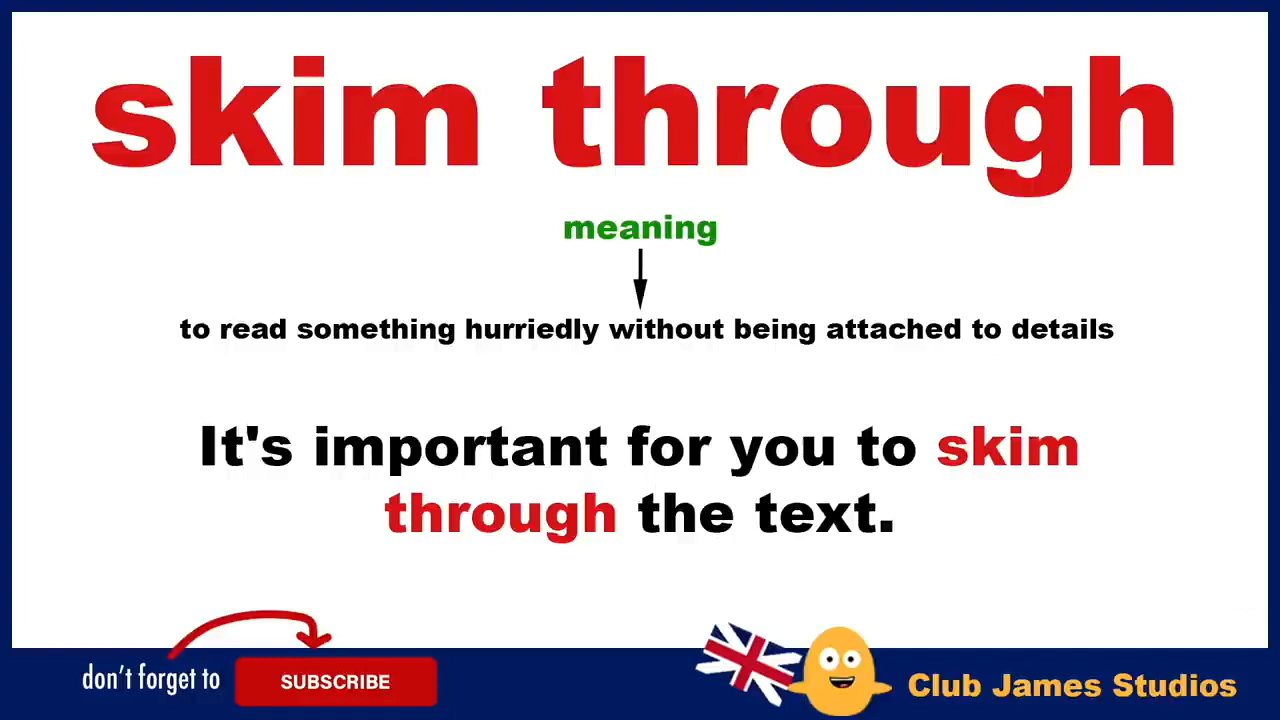 skim through
meaning
to read something hurriedly without being attached to details
It's important for you to skim
through the text.
don't forget to
SUBSCRIBE
Club James Studios